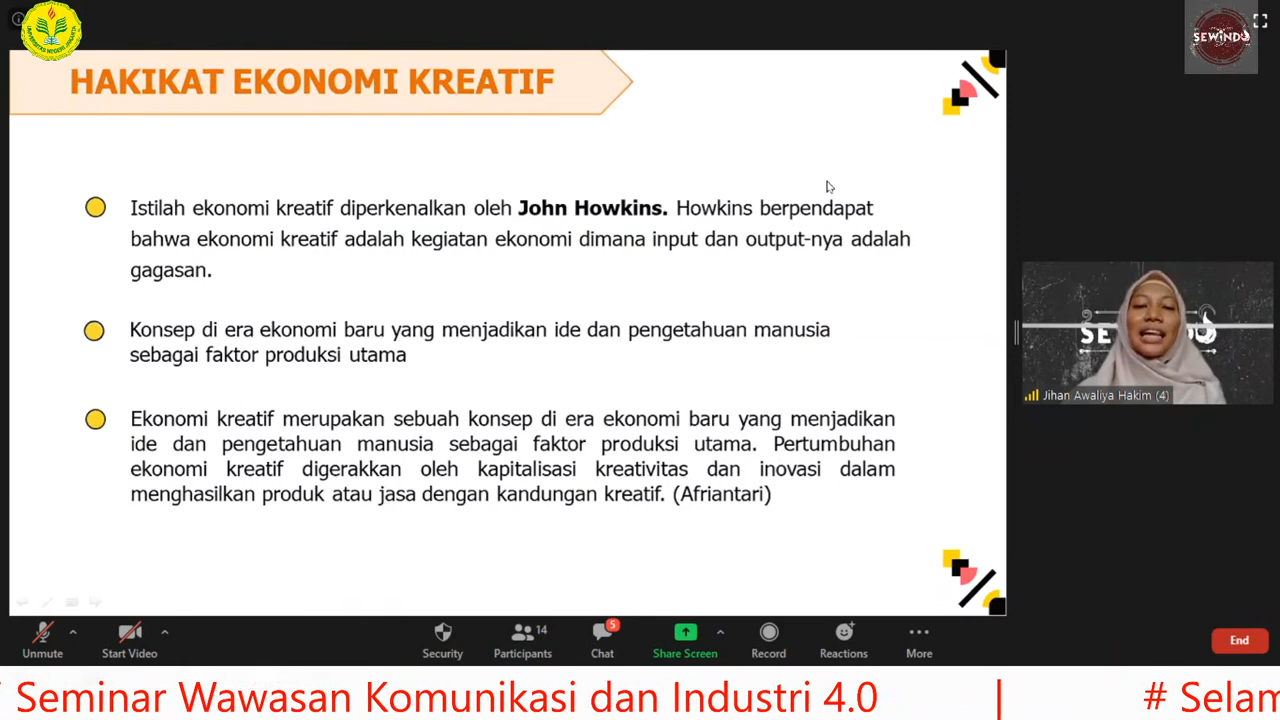 UNIVERSITAS NEGERI JAKARTA
SEWINDU
HAKIKAT EKONOMI KREATIF
Istilah ekonomi kreatif diperkenalkan oleh John Howkins. Howkins berpendapat
bahwa ekonomi kreatif adalah kegiatan ekonomi dimana input dan output-nya adalah
gagasan.
Konsep di era ekonomi baru yang menjadikan ide dan pengetahuan manusia
sebagai faktor produksi utama
Ekonomi kreatif merupakan sebuah konsep di era ekonomi baru yang menjadikan
ide dan pengetahuan manusia sebagai faktor produksi utama. Pertumbuhan
ekonomi kreatif digerakkan oleh kapitalisasi kreativitas dan inovasi dalam
menghasilkan produk atau jasa dengan kandungan kreatif. (Afriantari)
Jihan Awaliya Hakim (4)
Unmute
Start Video
Security
14
Participants
5
Chat
Share Screen
Record
Reactions
More
End
Seminar Wawasan Komunikasi dan Industri 4.0 | # Selam